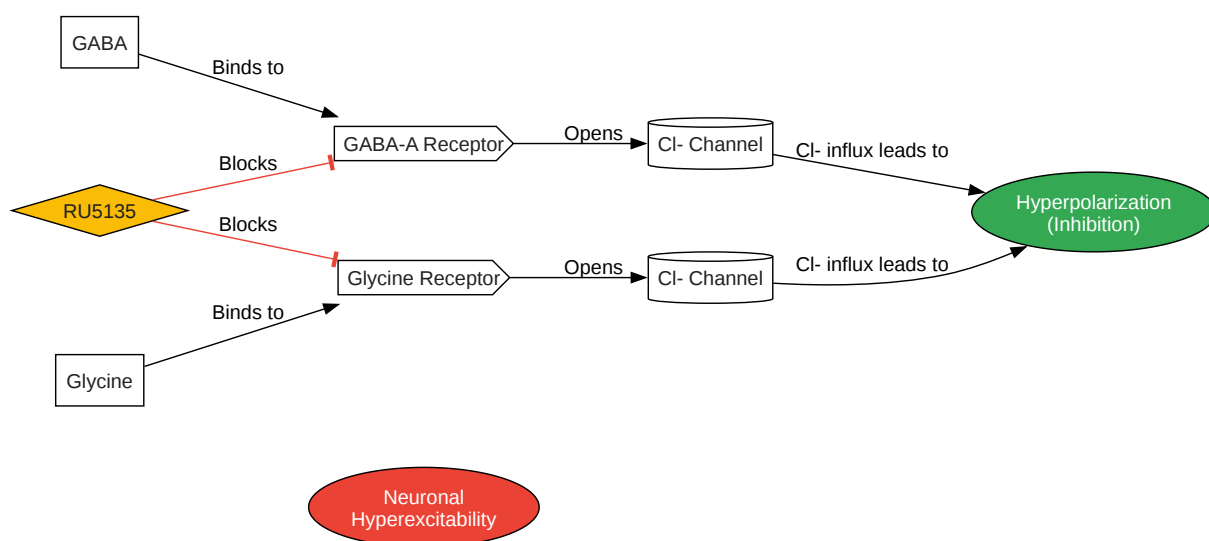 GABA
Binds to
GABA-A Receptor
Opens
Cl- Channel
Cl- influx leads to
Blocks
RU5135
Hyperpolarization
(Inhibition)
Blocks
Glycine Receptor
Opens
Cl- Channel
Cl- influx leads to
Binds to
Glycine
Neuronal
Hyperexcitability